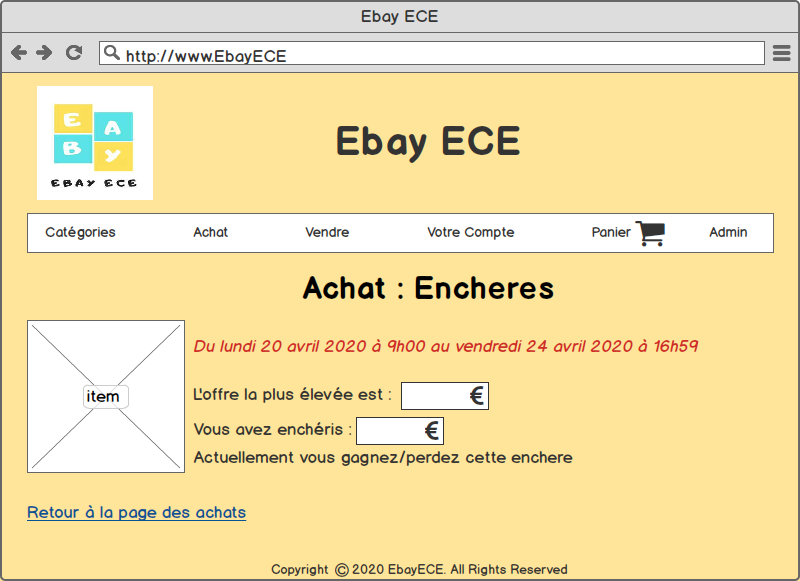 Ebay ECE
http://www.EbayECE
E A
B Y
EBAY ECE
Ebay ECE
Catégories Achat Vendre Votre Compte Panier Admin
Achat : Encheres
Du lundi 20 avril 2020 à 9h00 au vendredi 24 avril 2020 à 16h59
item
L'offre la plus élevée est : €
Vous avez enchéris : €
Actuellement vous gagnez/perdez cette enchere
Retour à la page des achats
Copyright © 2020 EbayECE. All Rights Reserved